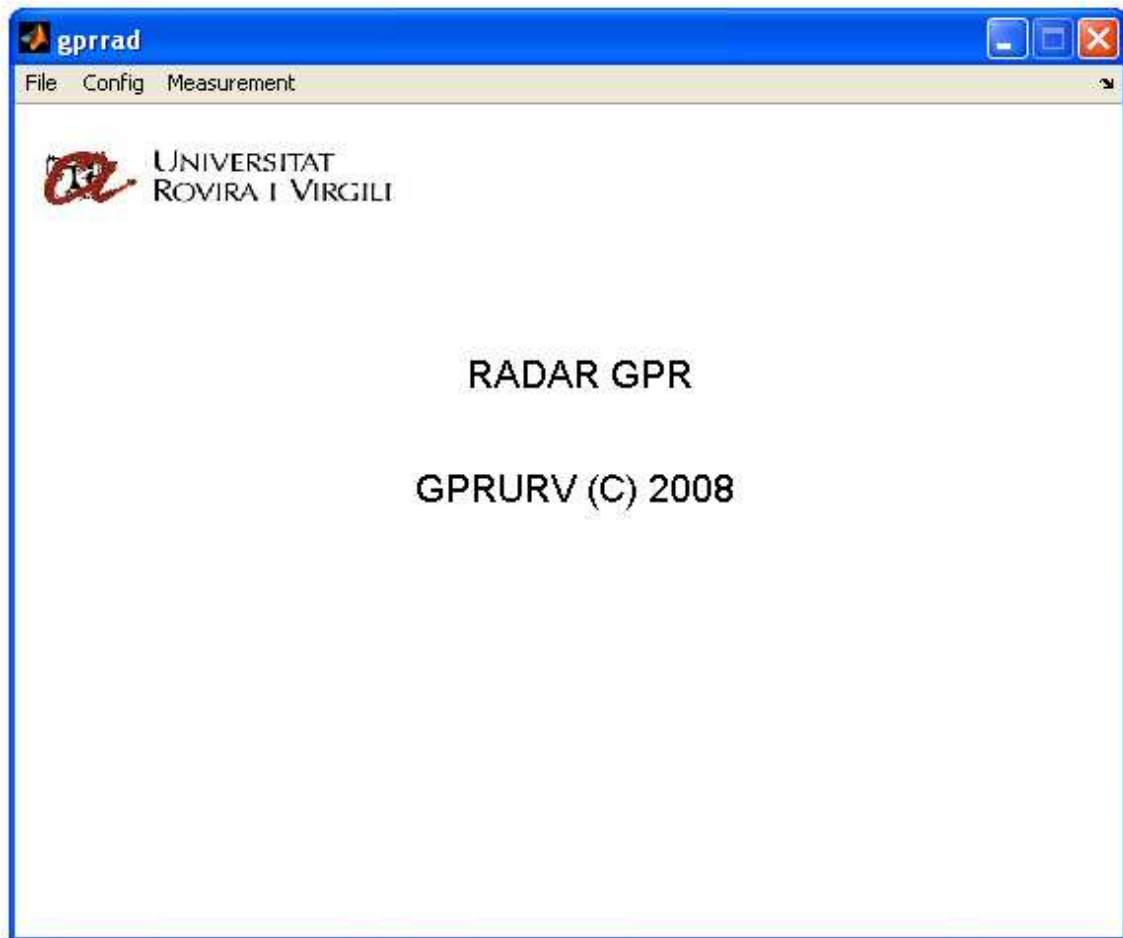 gprrad
File Config Measurement
UNIVERSITAT
ROVIRA I VIRGILI
RADAR GPR
GPRURV (C) 2008